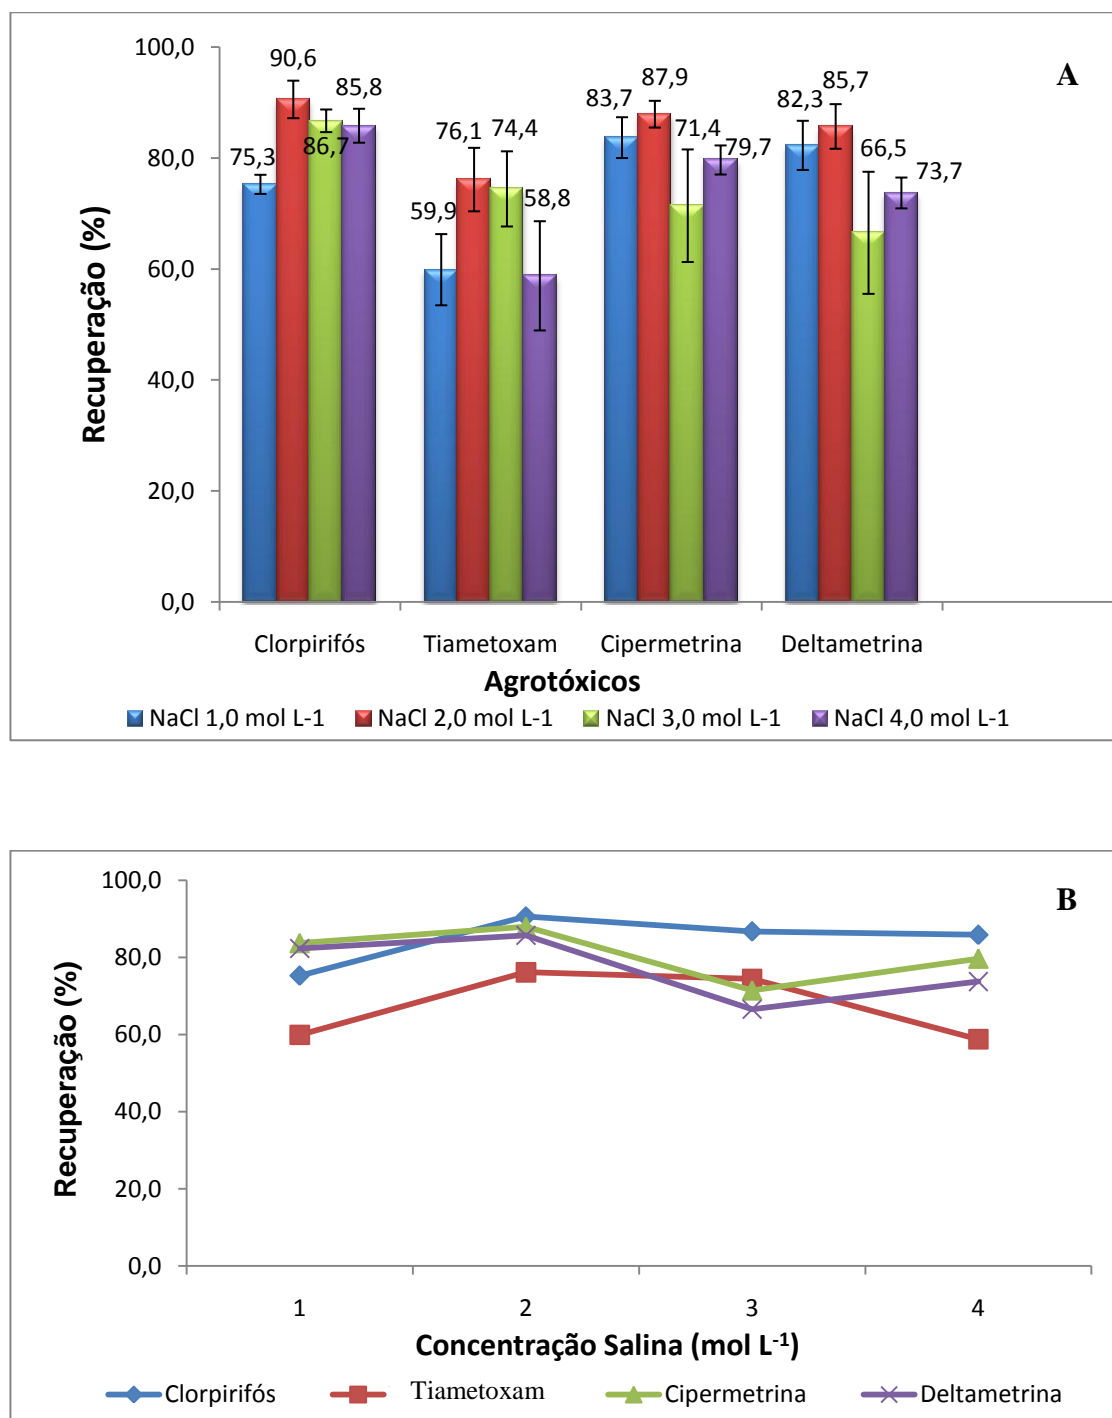 A
100,0
80,0
60,0
40,0
20,0
0,0
Recuperação (%)
75,3 90,6 86,7 85,8
59,9 76,1 74,4 58,8
83,7 87,9 71,4 79,7
82,3 85,7 66,5 73,7
Clorpirifós Tiametoxam Cipermetrina Deltametrina
Agrotóxicos
NaCl 1,0 mol L-1 NaCl 2,0 mol L-1 NaCl 3,0 mol L-1 NaCl 4,0 mol L-1
B
100,0
80,0
60,0
40,0
20,0
0,0
Recuperação (%)
1 2 3 4
Concentração Salina (mol L⁻¹)
Clorpirifós Tiametoxam Cipermetrina Deltametrina